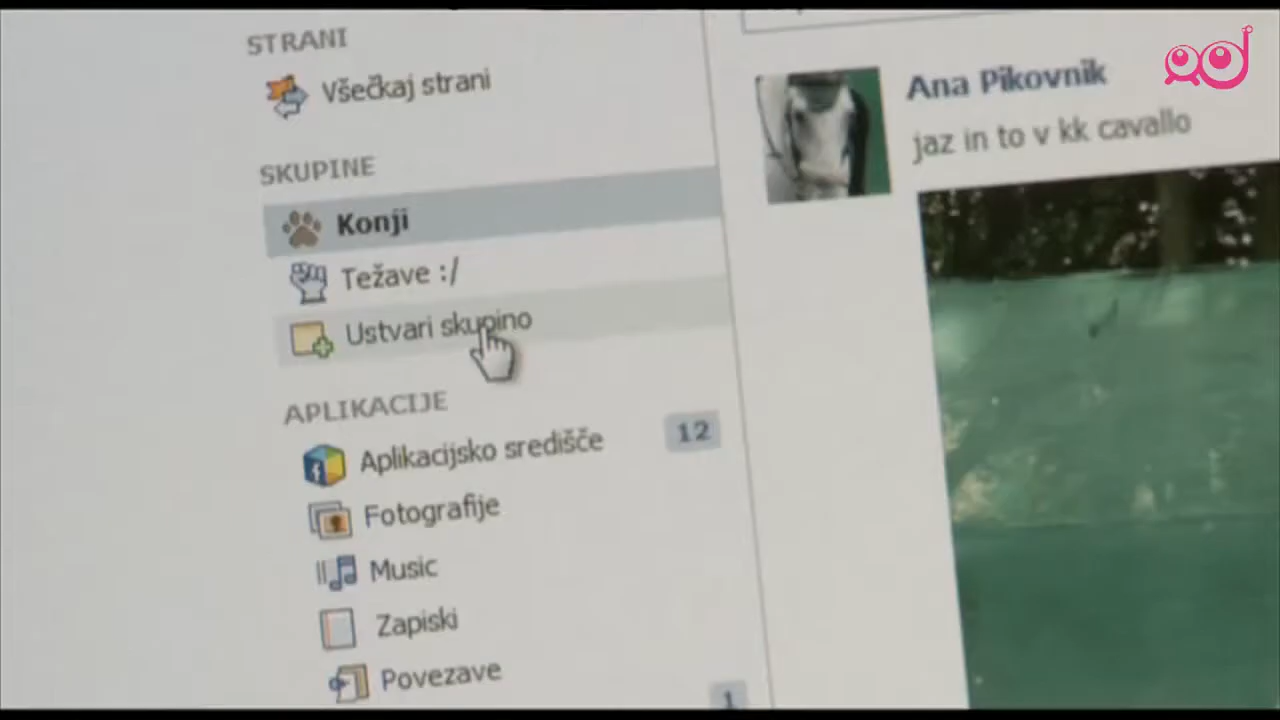 STRANI
Všečkaj strani
SKUPINE
Konji
Težave :/
Ustvari skupino
APLIKACIJE
Aplikacijsko središče 12
Fotografije
Music
Zapiski
Povezave
1
Ana Pikovnik
jaz in to v kk cavallo